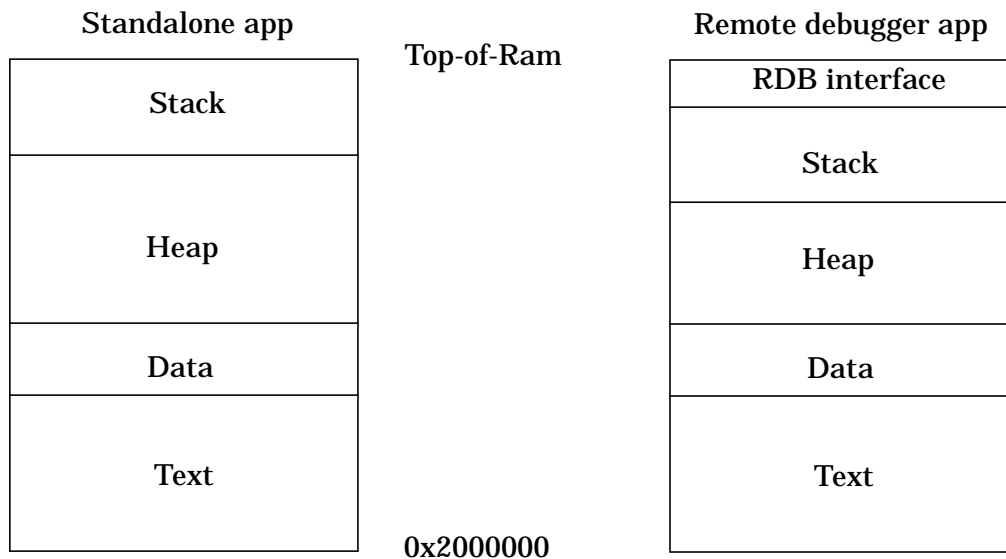 Standalone app
Stack
Heap
Data
Text
Top-of-Ram
0x2000000
Remote debugger app
RDB interface
Stack
Heap
Data
Text